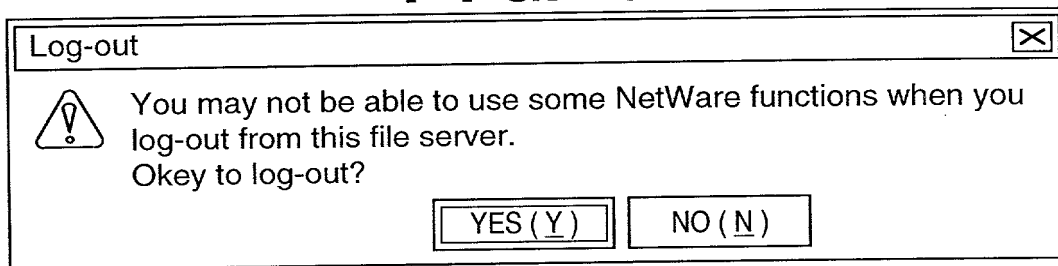 Log-out
You may not be able to use some NetWare functions when you
log-out from this file server.
Okey to log-out?
YES ( Y ) NO ( N )